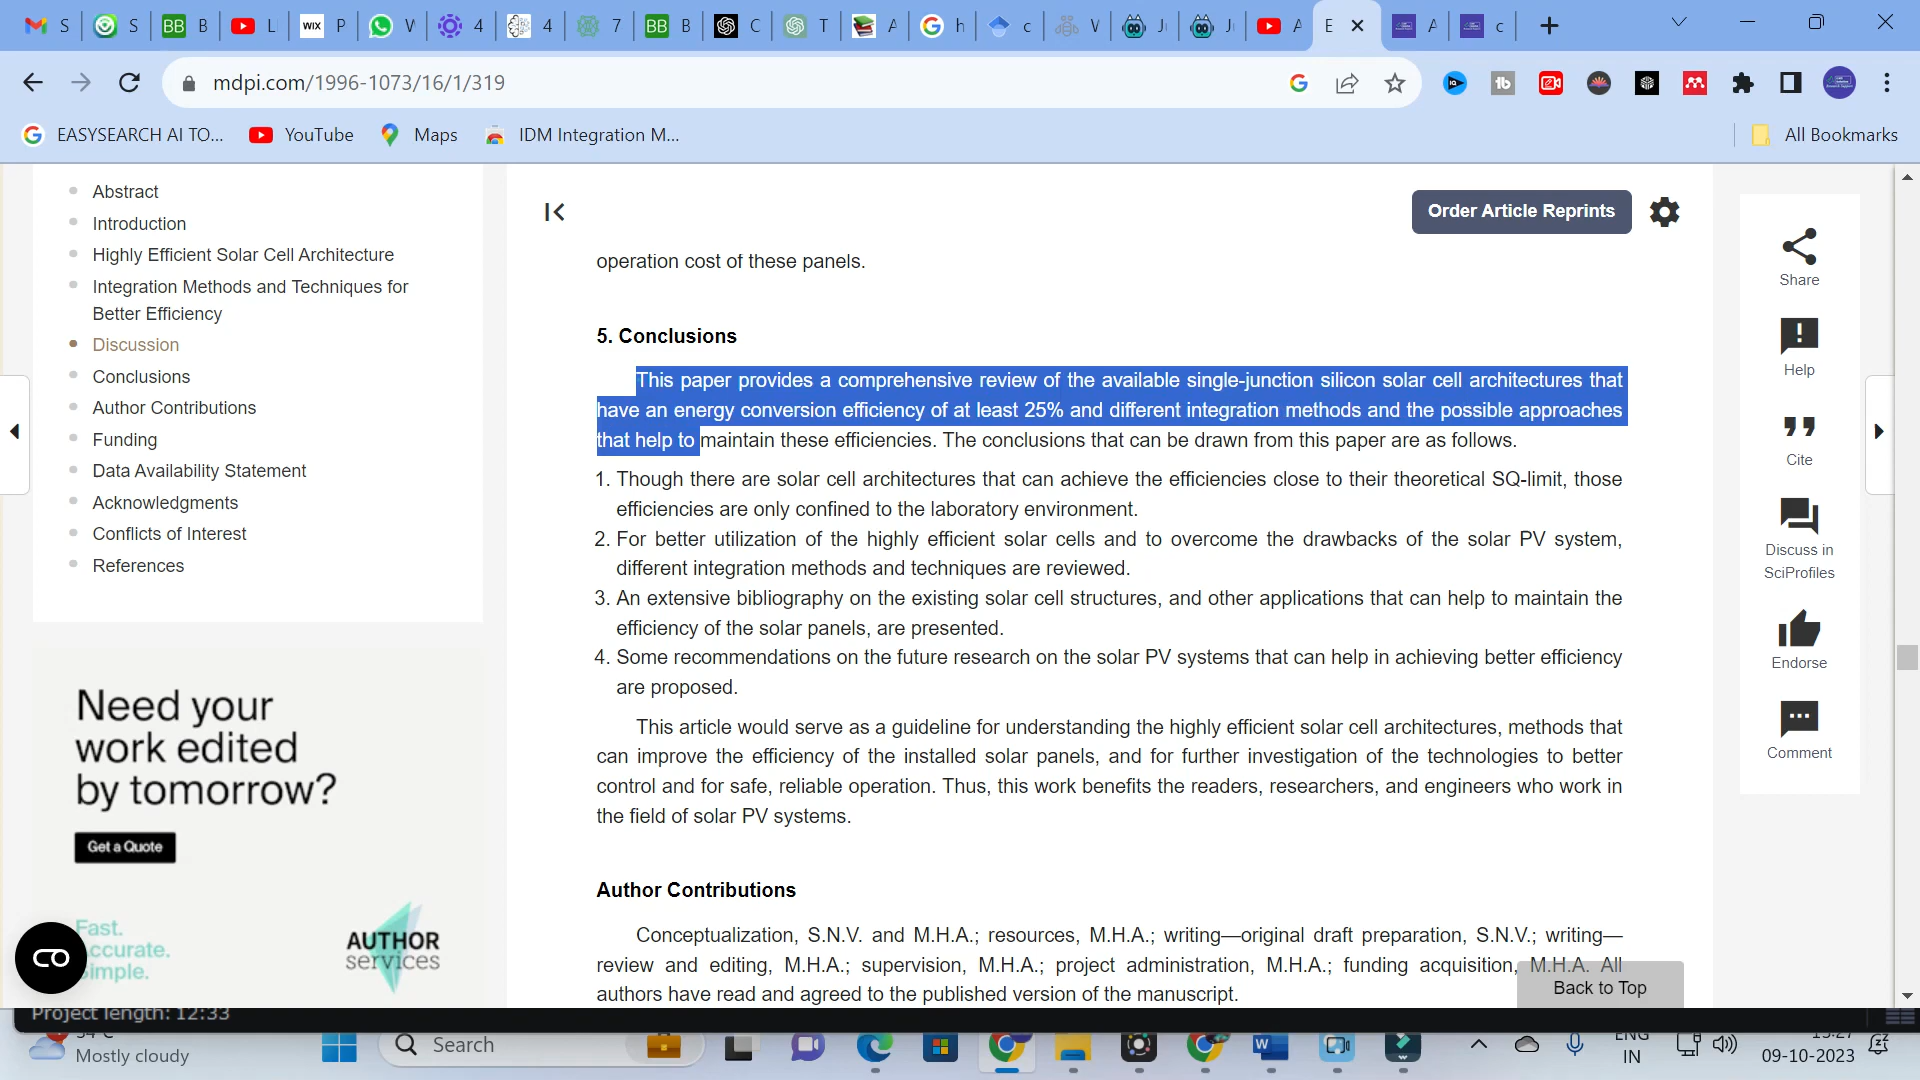 S
S
B
L
P
W
4
4
7
B
C
T
A
h
c
V
J
J
A
E
A
c
mdpi.com/1996-1073/16/1/319
EASYSEARCH AI TO...
YouTube
Maps
IDM Integration M...
All Bookmarks
Abstract
Introduction
Highly Efficient Solar Cell Architecture
Integration Methods and Techniques for
Better Efficiency
Discussion
Conclusions
Author Contributions
Funding
Data Availability Statement
Acknowledgments
Conflicts of Interest
References
Need your
work edited
by tomorrow?
Get a Quote
Fast.
ccurate.
imple.
AUTHOR
services
Order Article Reprints
operation cost of these panels.
5. Conclusions
This paper provides a comprehensive review of the available single-junction silicon solar cell architectures that
have an energy conversion efficiency of at least 25% and different integration methods and the possible approaches
that help to maintain these efficiencies. The conclusions that can be drawn from this paper are as follows.
1. Though there are solar cell architectures that can achieve the efficiencies close to their theoretical SQ-limit, those
efficiencies are only confined to the laboratory environment.
2. For better utilization of the highly efficient solar cells and to overcome the drawbacks of the solar PV system,
different integration methods and techniques are reviewed.
3. An extensive bibliography on the existing solar cell structures, and other applications that can help to maintain the
efficiency of the solar panels, are presented.
4. Some recommendations on the future research on the solar PV systems that can help in achieving better efficiency
are proposed.
This article would serve as a guideline for understanding the highly efficient solar cell architectures, methods that
can improve the efficiency of the installed solar panels, and for further investigation of the technologies to better
control and for safe, reliable operation. Thus, this work benefits the readers, researchers, and engineers who work in
the field of solar PV systems.
Author Contributions
Conceptualization, S.N.V. and M.H.A.; resources, M.H.A.; writing—original draft preparation, S.N.V.; writing—
review and editing, M.H.A.; supervision, M.H.A.; project administration, M.H.A.; funding acquisition, M.H.A. All
authors have read and agreed to the published version of the manuscript.
Back to Top
Share
Help
Cite
Discuss in
SciProfiles
Endorse
Comment
Project length: 12:33
34°C
Mostly cloudy
Search
ENG
IN
15:27
09-10-2023